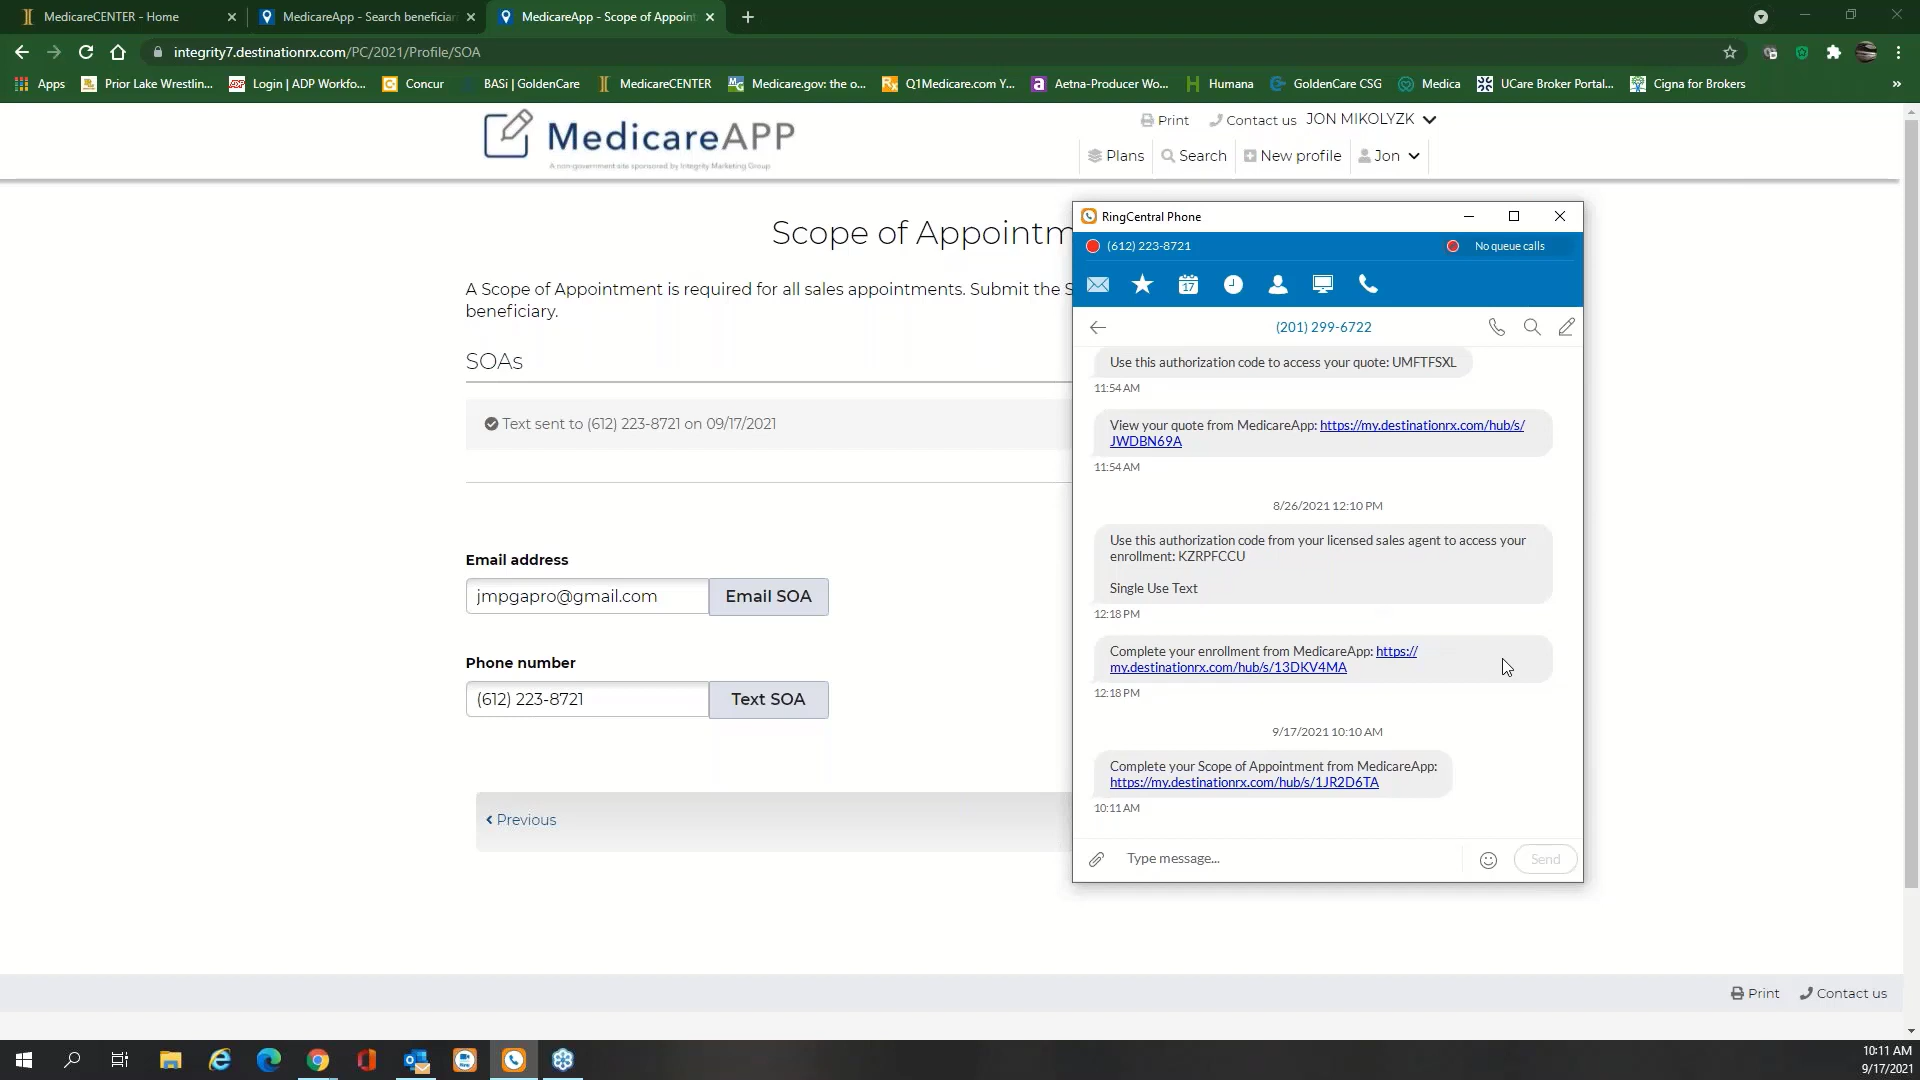 MedicareCENTER - Home
MedicareApp - Search beneficiar
MedicareApp - Scope of Appoint
integrity7.destinationrx.com/PC/2021/Profile/SOA
Apps
Prior Lake Wrestlin...
Login | ADP Workfo...
Concur
BASi | GoldenCare
MedicareCENTER
Medicare.gov: the o...
Q1Medicare.com Y...
Aetna-Producer Wo...
Humana
GoldenCare CSG
Medica
UCare Broker Portal...
Cigna for Brokers
»
MedicareAPP
A non-government site sponsored by Integrity Marketing Group
Print
Contact us
JON MIKOLYZK
Plans
Search
New profile
Jon
Scope of Appointm
A Scope of Appointment is required for all sales appointments. Submit the S
beneficiary.
SOAs
Text sent to (612) 223-8721 on 09/17/2021
Email address
jmpgapro@gmail.com
Email SOA
Phone number
(612) 223-8721
Text SOA
Previous
RingCentral Phone
(612) 223-8721
No queue calls
17
(201) 299-6722
Use this authorization code to access your quote: UMFTFSXL
11:54 AM
View your quote from MedicareApp: https://my.destinationrx.com/hub/s/
JWDBN69A
11:54 AM
8/26/2021 12:10 PM
Use this authorization code from your licensed sales agent to access your
enrollment: KZRPFCCU
Single Use Text
12:18 PM
Complete your enrollment from MedicareApp: https://
my.destinationrx.com/hub/s/13DKV4MA
12:18 PM
9/17/2021 10:10 AM
Complete your Scope of Appointment from MedicareApp:
https://my.destinationrx.com/hub/s/1JR2D6TA
10:11 AM
Type message...
Send
Print
Contact us
10:11 AM
9/17/2021